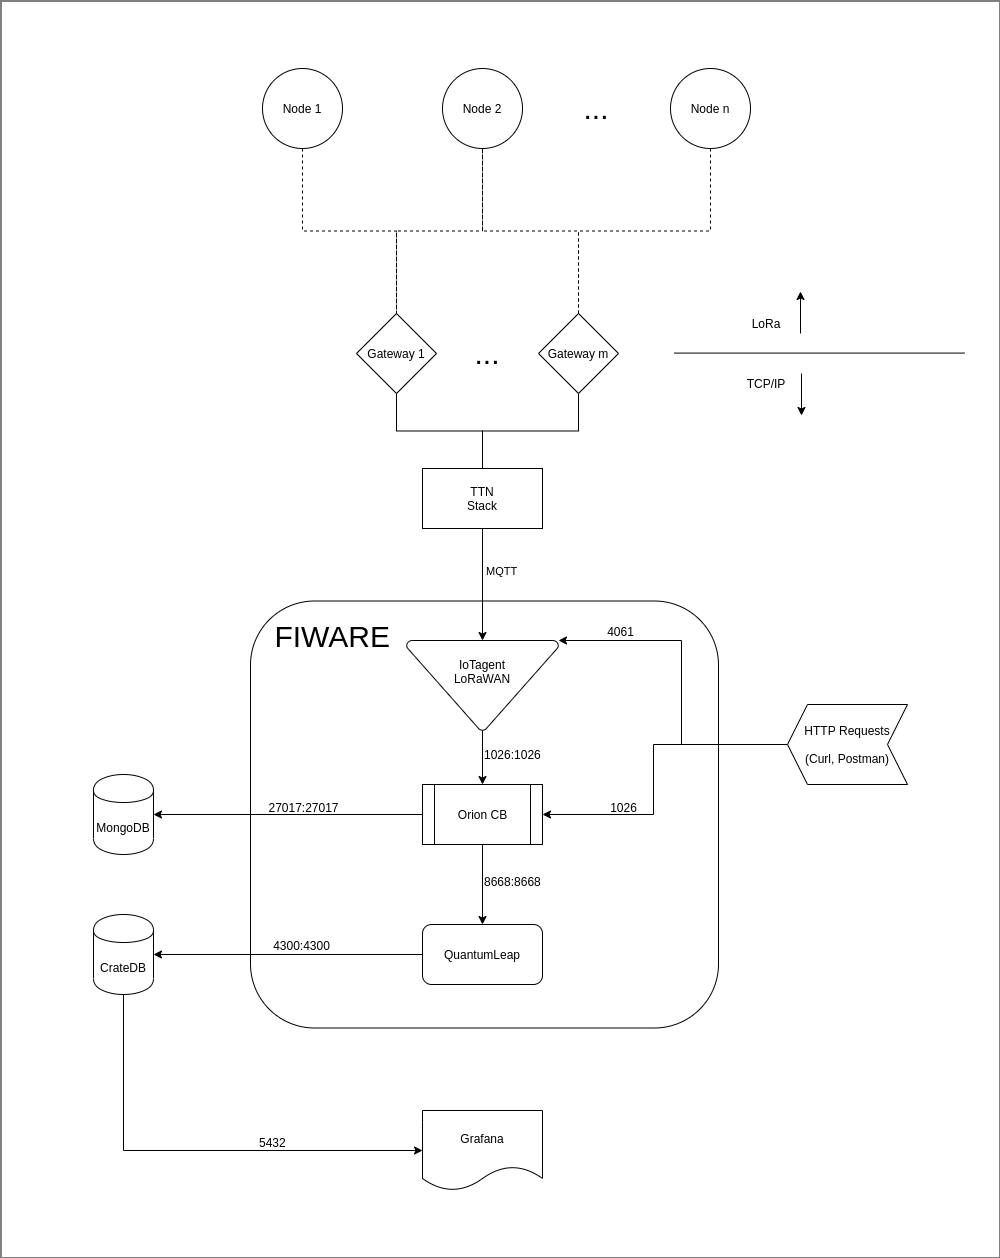 Node 1
Node 2
...
Node n
Gateway 1
...
Gateway m
LoRa
TCP/IP
TTN
Stack
MQTT
FIWARE
4061
IoTagent
LoRaWAN
HTTP Requests
(Curl, Postman)
1026:1026
27017:27017
Orion CB
1026
MongoDB
8668:8668
4300:4300
QuantumLeap
CrateDB
5432
Grafana